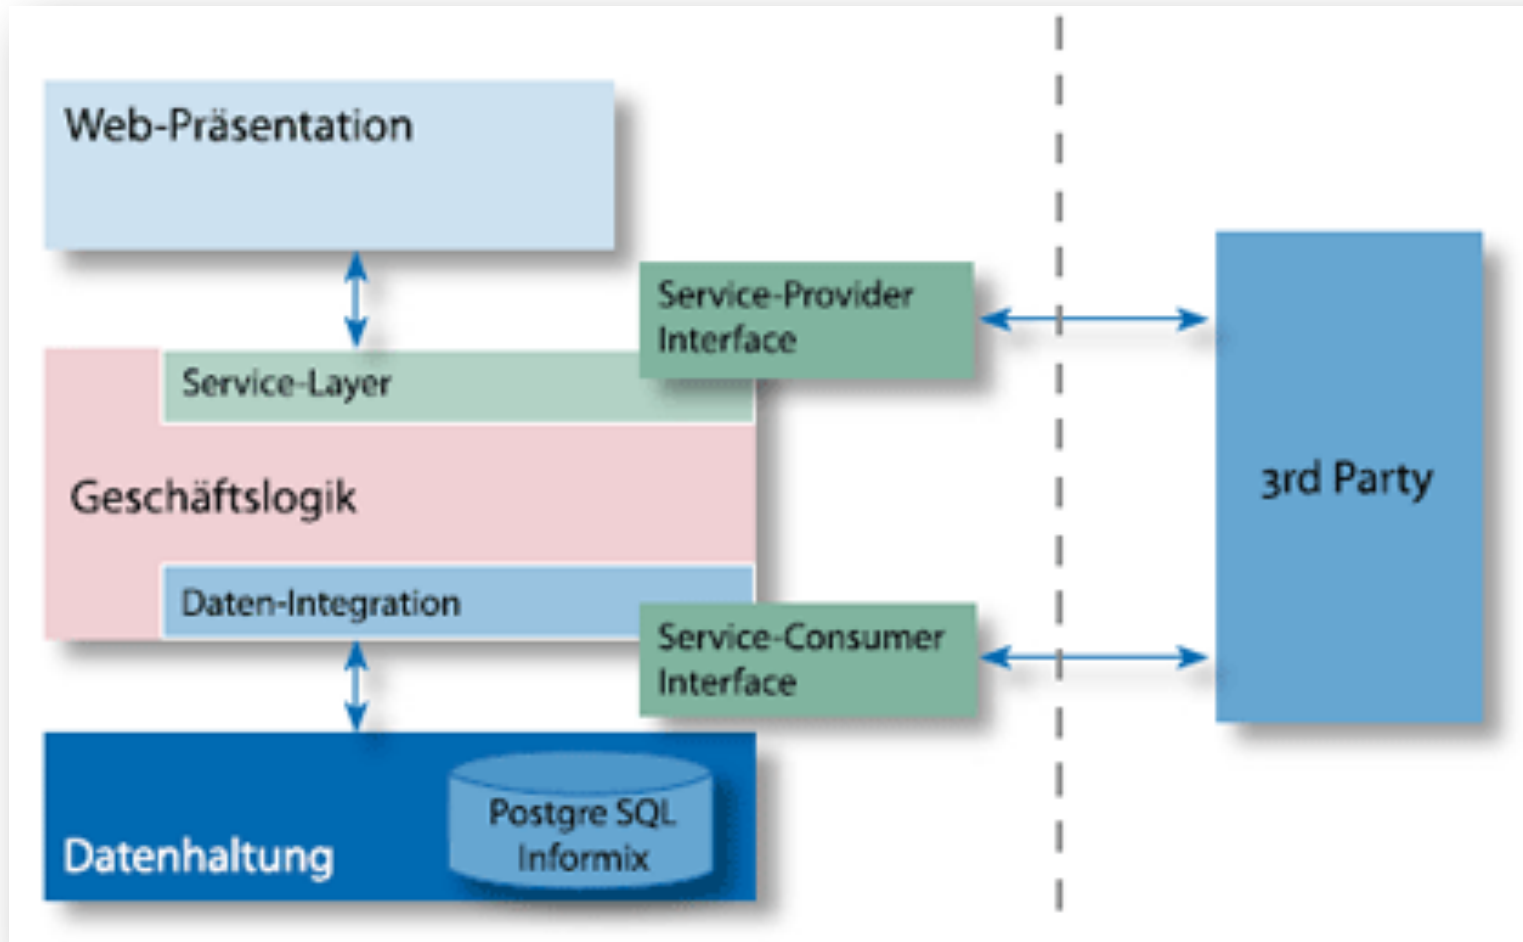 Web-Präsentation
Service-Provider
Interface
Service-Layer
Geschäftslogik
3rd Party
Daten-Integration
Service-Consumer
Interface
Datenhaltung
Postgre SQL
Informix